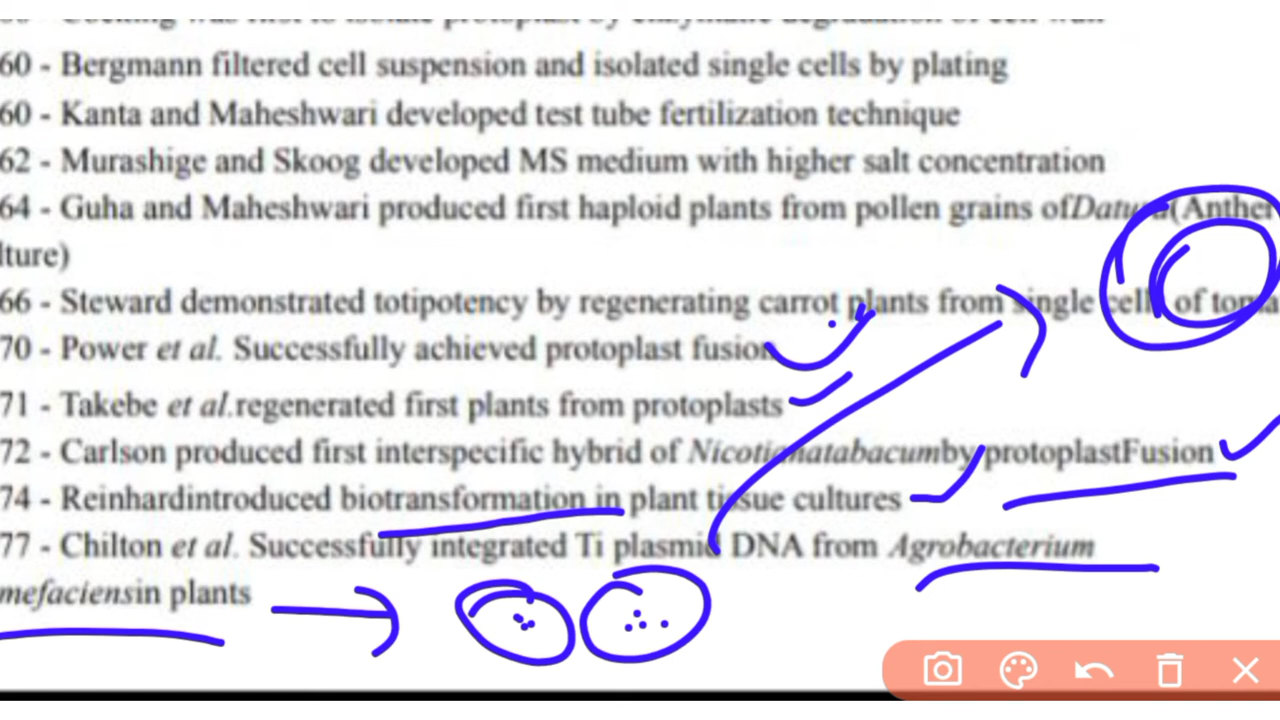 60 - Bergmann filtered cell suspension and isolated single cells by plating
60 - Kanta and Maheshwari developed test tube fertilization technique
62 - Murashige and Skoog developed MS medium with higher salt concentration
64 - Guha and Maheshwari produced first haploid plants from pollen grains ofDatura(Anther
lture)
66 - Steward demonstrated totipotency by regenerating carrot plants from single cells of
70 - Power et al. Successfully achieved protoplast fusion
71 - Takebe et al.regenerated first plants from protoplasts
72 - Carlson produced first interspecific hybrid of Nicotianatabacumby protoplastFusion
74 - Reinhardintroduced biotransformation in plant tissue cultures
77 - Chilton et al. Successfully integrated Ti plasmid DNA from Agrobacterium
mefaciensin plants